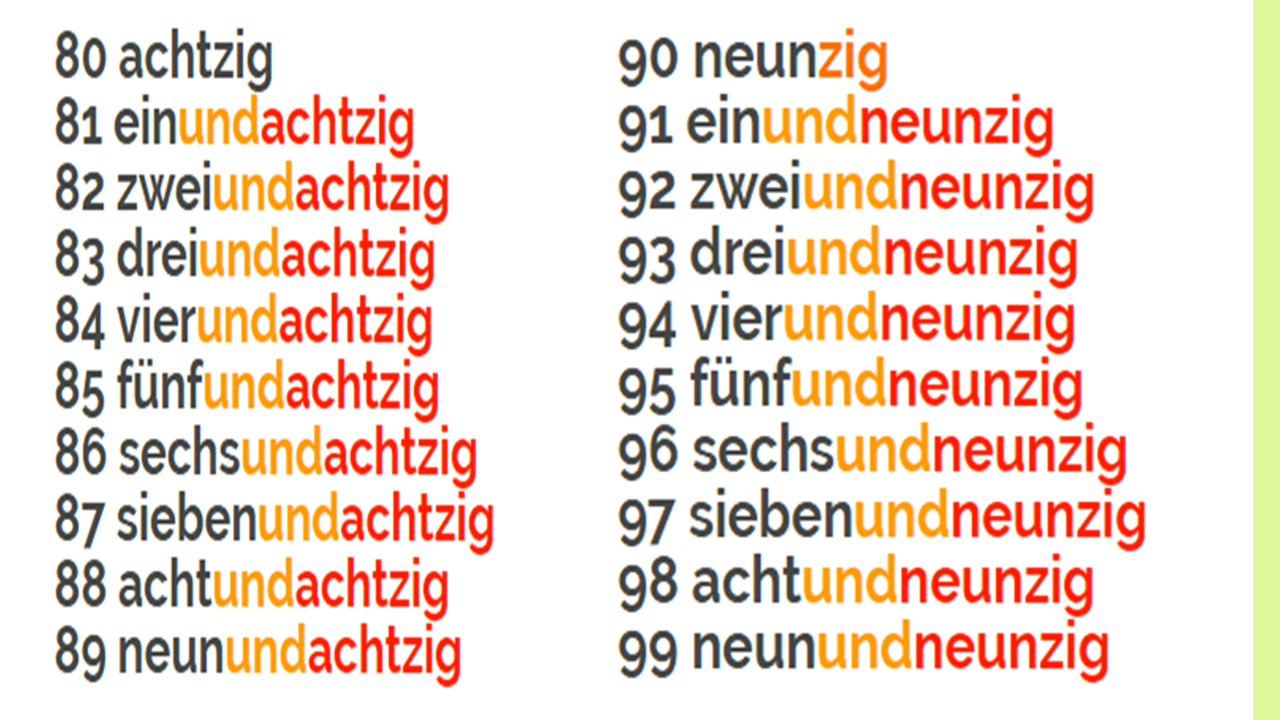 80 achtzig
81 einundachtzig
82 zweiundachtzig
83 dreiundachtzig
84 vierundachtzig
85 fünfundachtzig
86 sechsundachtzig
87 siebenundachtzig
88 achtundachtzig
89 neunundachtzig
90 neunzig
91 einundneunzig
92 zweiundneunzig
93 dreiundneunzig
94 vierundneunzig
95 fünfundneunzig
96 sechsundneunzig
97 siebenundneunzig
98 achtundneunzig
99 neunundneunzig